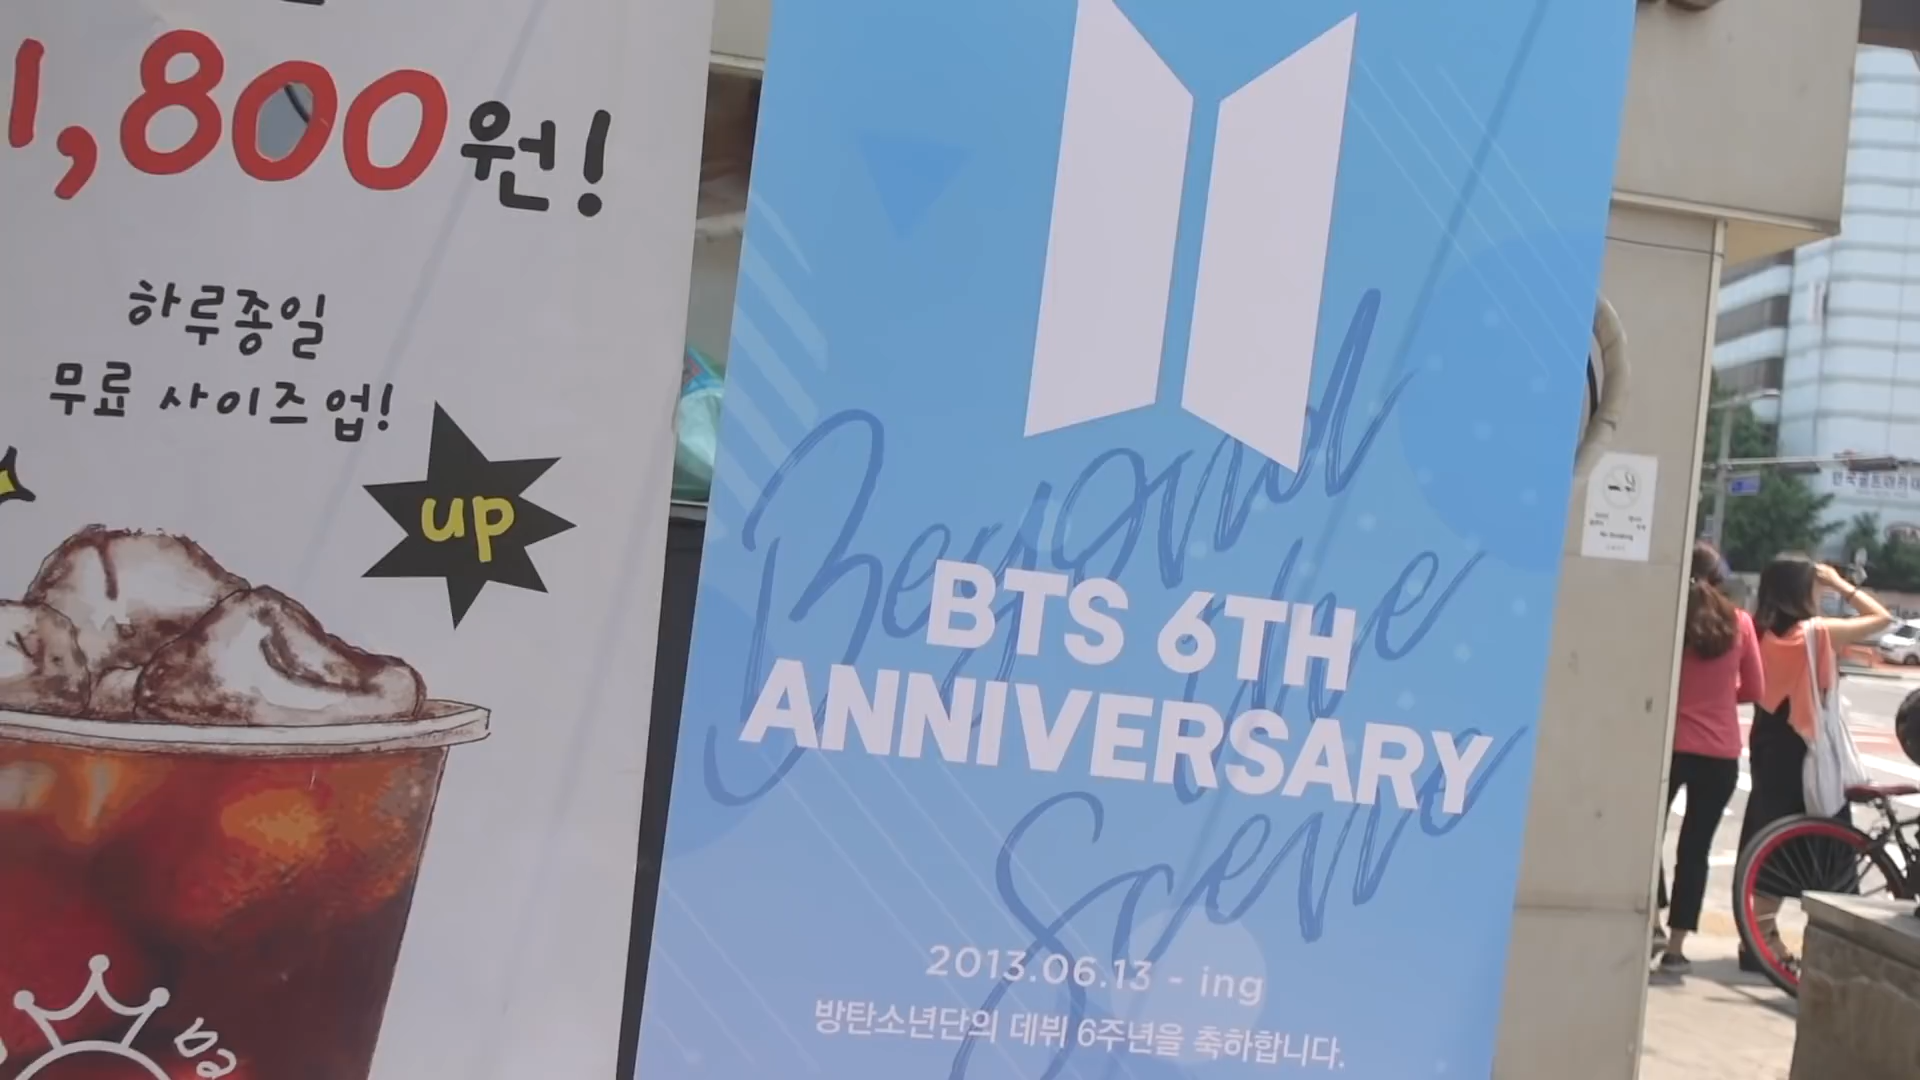 1,800원!
하루종일
무료 사이즈 업!
up
Beyond
the
Scene
BTS 6TH
ANNIVERSARY
2013.06.13 - ing
방탄소년단의 데뷔 6주년을 축하합니다.
No Smoking